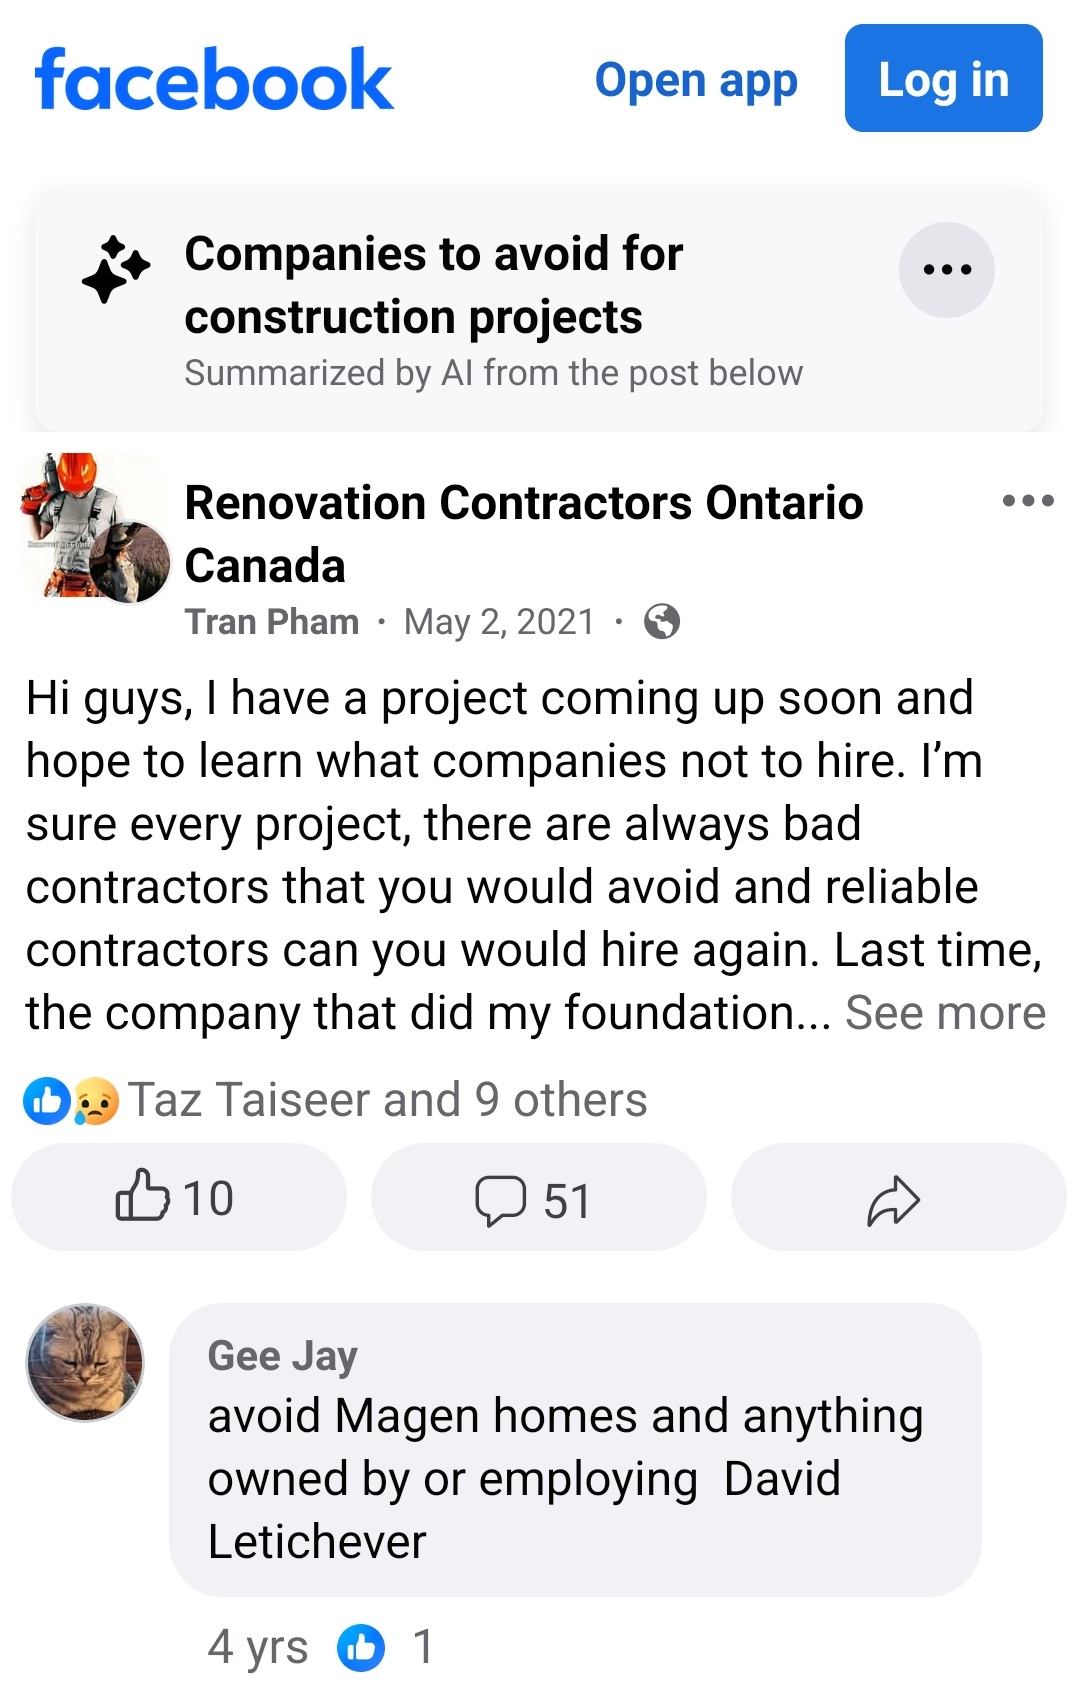 facebook
Open app
Log in
Companies to avoid for
construction projects
Summarized by AI from the post below
Renovation Contractors Ontario
Canada
Tran Pham · May 2, 2021 ·
Hi guys, I have a project coming up soon and
hope to learn what companies not to hire. I’m
sure every project, there are always bad
contractors that you would avoid and reliable
contractors can you would hire again. Last time,
the company that did my foundation... See more
Taz Taiseer and 9 others
10
51
Gee Jay
avoid Magen homes and anything
owned by or employing  David
Letichever
4 yrs
1